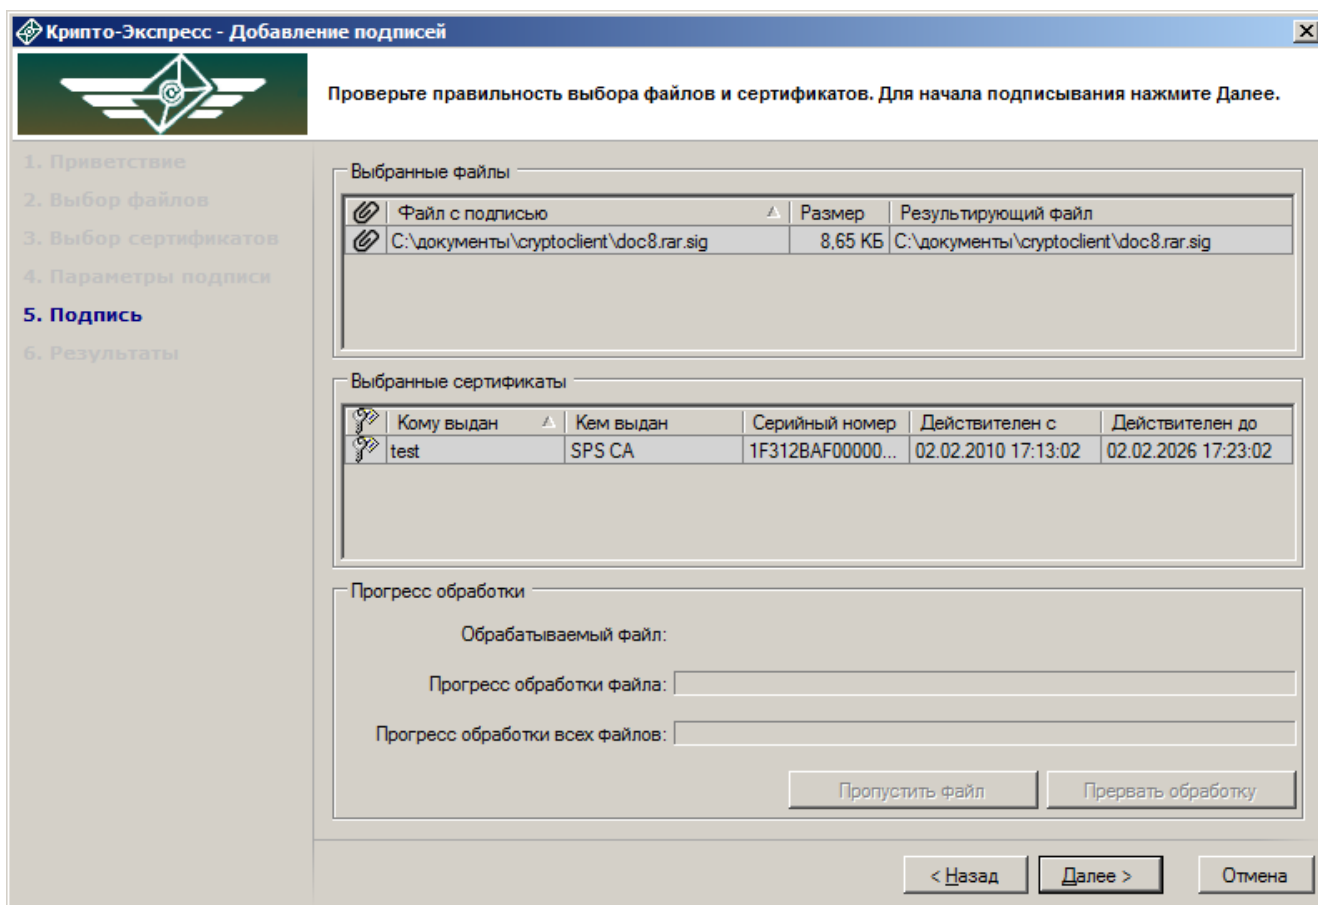 Крипто-Экспресс - Добавление подписей
Проверьте правильность выбора файлов и сертификатов. Для начала подписывания нажмите Далее.
1. Приветствие
2. Выбор файлов
3. Выбор сертификатов
4. Параметры подписи
5. Подпись
6. Результаты
Выбранные файлы
Файл с подписью Размер Результирующий файл
C:\документы\cryptoclient\doc8.rar.sig 8,65 КБ C:\документы\cryptoclient\doc8.rar.sig
Выбранные сертификаты
Кому выдан Кем выдан Серийный номер Действителен с Действителен до
test SPS CA 1F312BAF00000... 02.02.2010 17:13:02 02.02.2026 17:23:02
Прогресс обработки
Обрабатываемый файл:
Прогресс обработки файла:
Прогресс обработки всех файлов:
Пропустить файл Прервать обработку
< Назад Далее > Отмена